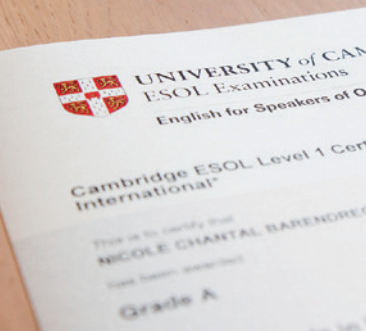 UNIVERSITY of CAM
ESOL Examinations
English for Speakers of O
Cambridge ESOL Level 1 Cert
International*
This is to certify that
NICOLE CHANTAL BARENDREG
has been awarded
Grade A